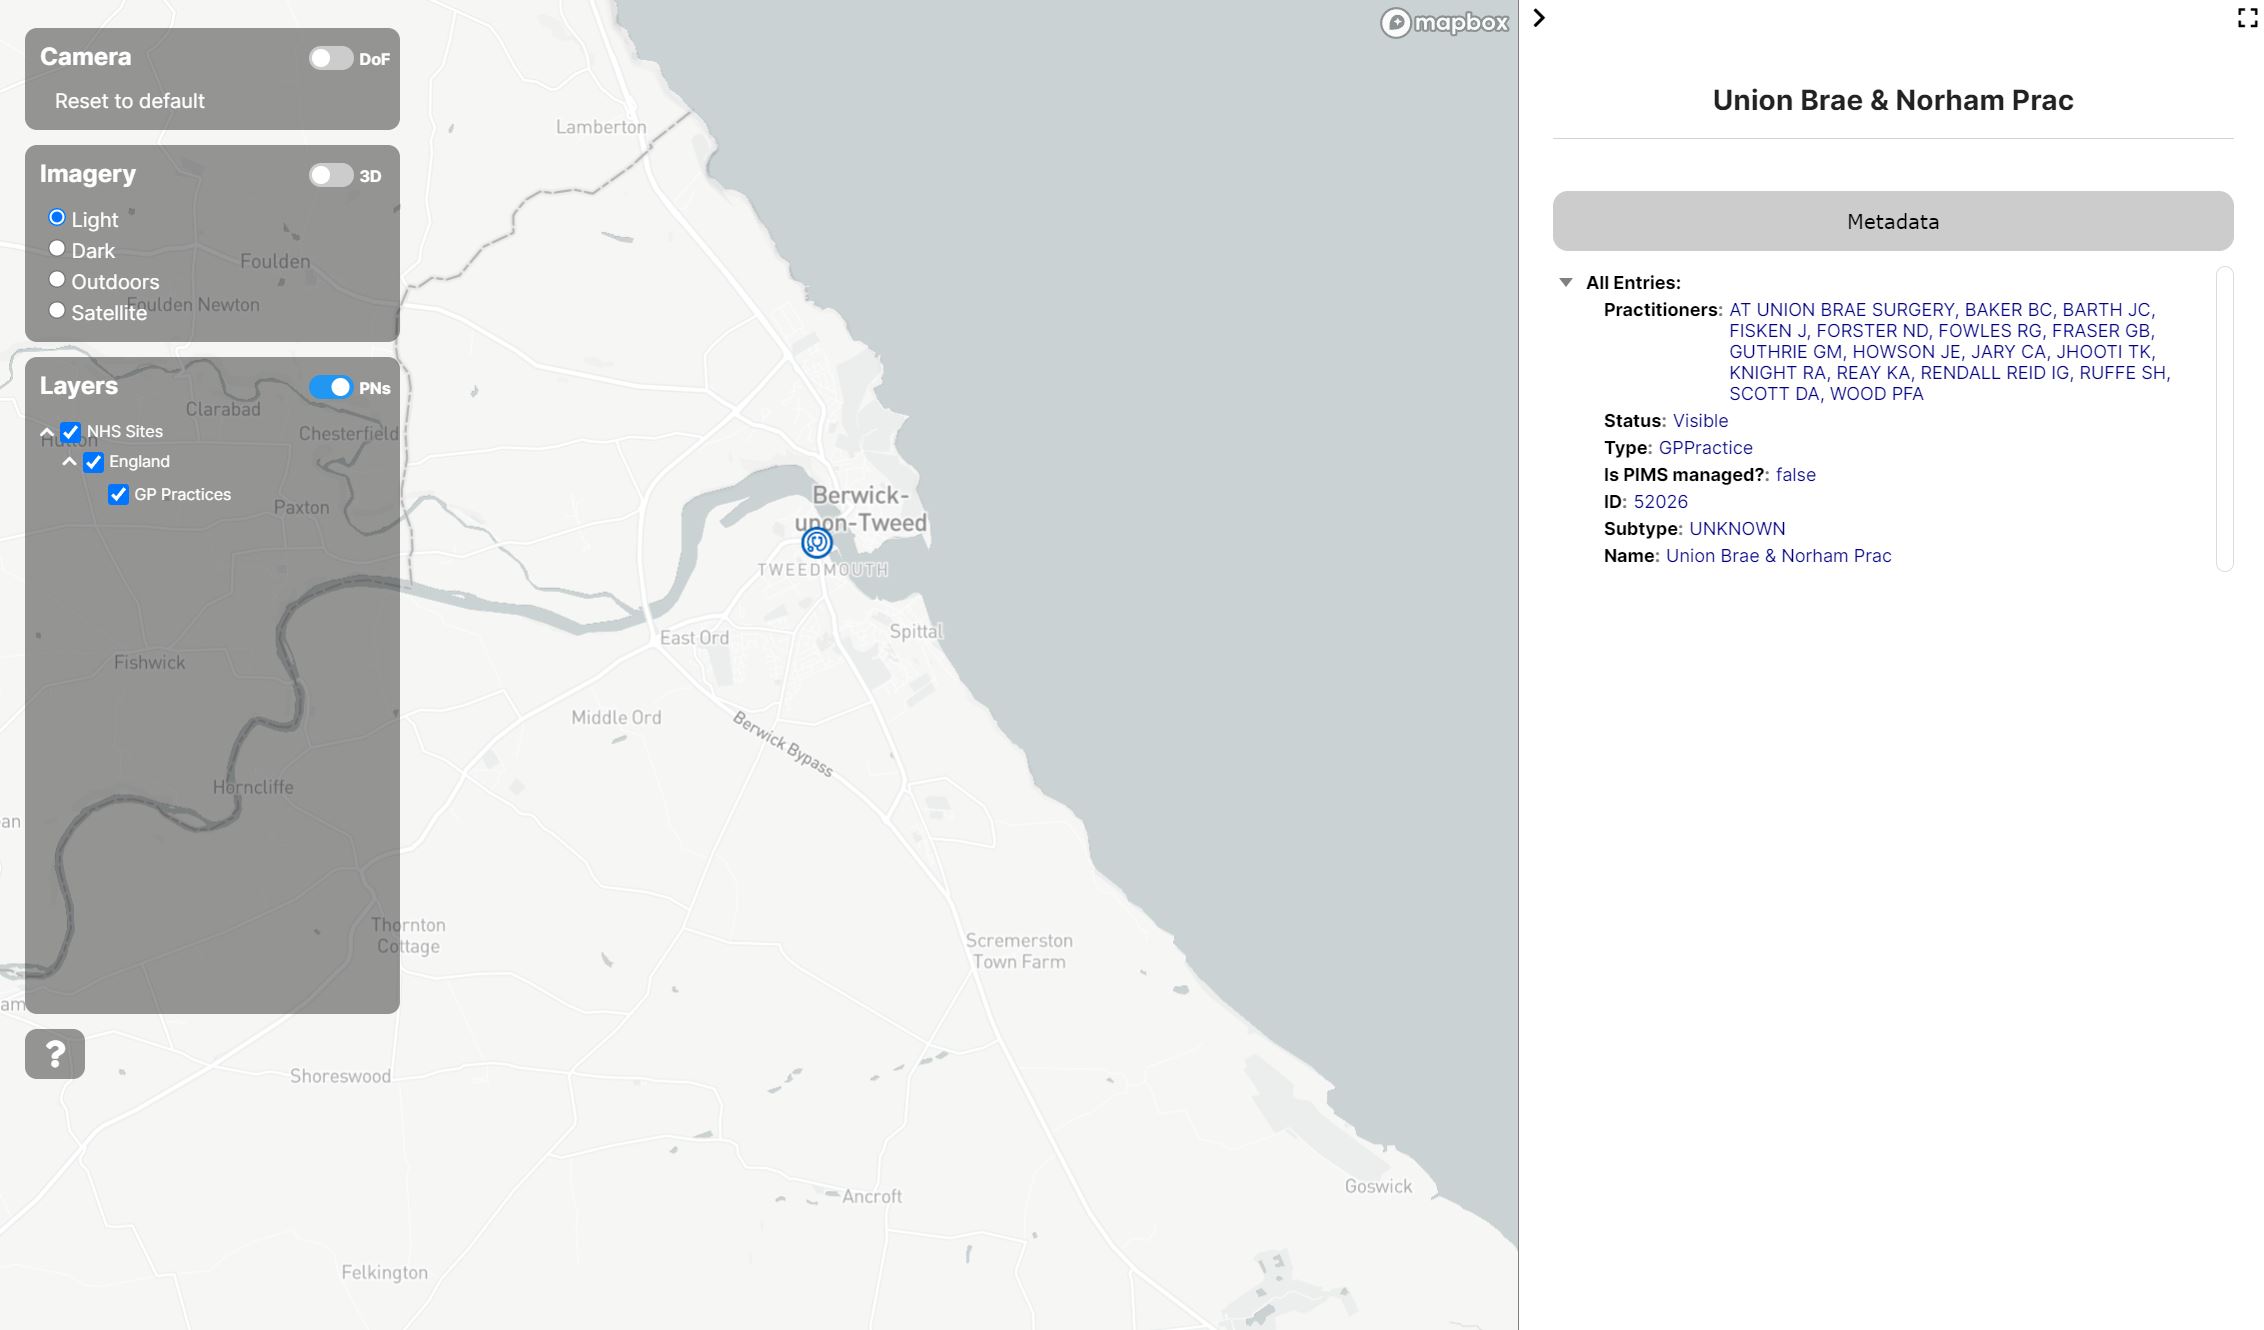 Camera
DoF
Reset to default
Imagery
3D
Light
Dark
Outdoors
Satellite
Layers
PNs
NHS Sites
England
GP Practices
?
mapbox
Lamberton
Foulden
Foulden Newton
Clarabad
Chesterfield
Hutton
Paxton
Berwick-
upon-Tweed
TWEEDMOUTH
East Ord
Spittal
Fishwick
Middle Ord
Berwick Bypass
Horncliffe
an
Thornton
Cottage
Scremerston
Town Farm
am
Shoreswood
Ancroft
Goswick
Felkington
Union Brae & Norham Prac
Metadata
All Entries:
Practitioners: AT UNION BRAE SURGERY, BAKER BC, BARTH JC,
FISKEN J, FORSTER ND, FOWLES RG, FRASER GB,
GUTHRIE GM, HOWSON JE, JARY CA, JHOOTI TK,
KNIGHT RA, REAY KA, RENDALL REID IG, RUFFE SH,
SCOTT DA, WOOD PFA
Status: Visible
Type: GPPractice
Is PIMS managed?: false
ID: 52026
Subtype: UNKNOWN
Name: Union Brae & Norham Prac